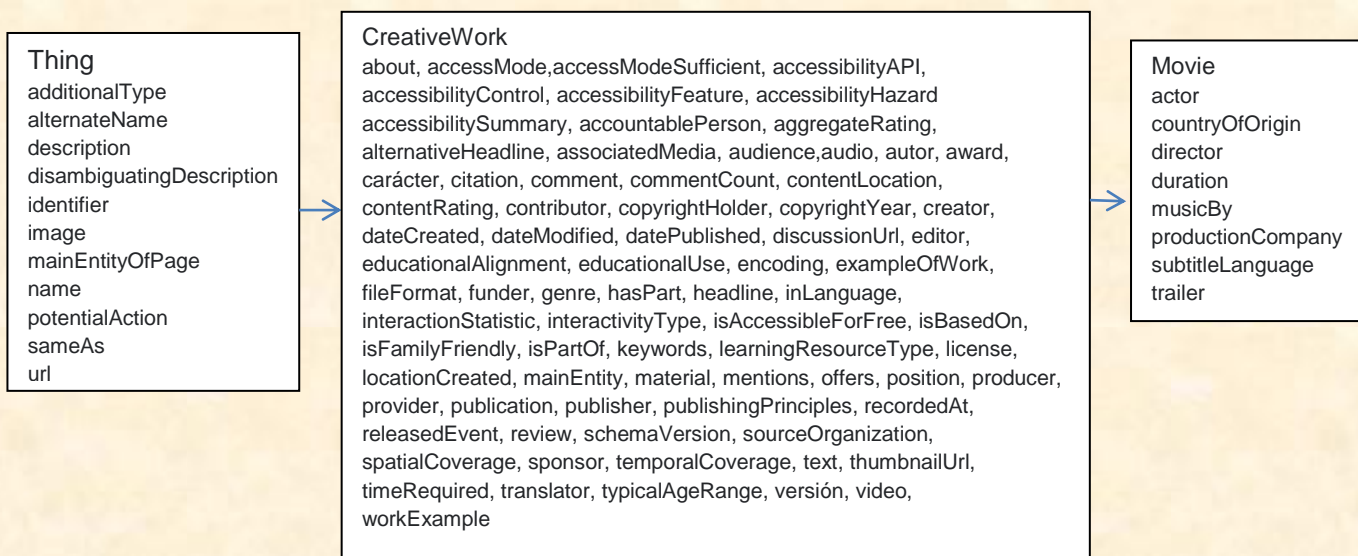 Thing
additionalType
alternateName
description
disambiguatingDescription
identifier
image
mainEntityOfPage
name
potentialAction
sameAs
url
CreativeWork
about, accessMode,accessModeSufficient, accessibilityAPI,
accessibilityControl, accessibilityFeature, accessibilityHazard
accessibilitySummary, accountablePerson, aggregateRating,
alternativeHeadline, associatedMedia, audience,audio, autor, award,
carácter, citation, comment, commentCount, contentLocation,
contentRating, contributor, copyrightHolder, copyrightYear, creator,
dateCreated, dateModified, datePublished, discussionUrl, editor,
educationalAlignment, educationalUse, encoding, exampleOfWork,
fileFormat, funder, genre, hasPart, headline, inLanguage,
interactionStatistic, interactivityType, isAccessibleForFree, isBasedOn,
isFamilyFriendly, isPartOf, keywords, learningResourceType, license,
locationCreated, mainEntity, material, mentions, offers, position, producer,
provider, publication, publisher, publishingPrinciples, recordedAt,
releasedEvent, review, schemaVersion, sourceOrganization,
spatialCoverage, sponsor, temporalCoverage, text, thumbnailUrl,
timeRequired, translator, typicalAgeRange, versión, video,
workExample
Movie
actor
countryOfOrigin
director
duration
musicBy
productionCompany
subtitleLanguage
trailer